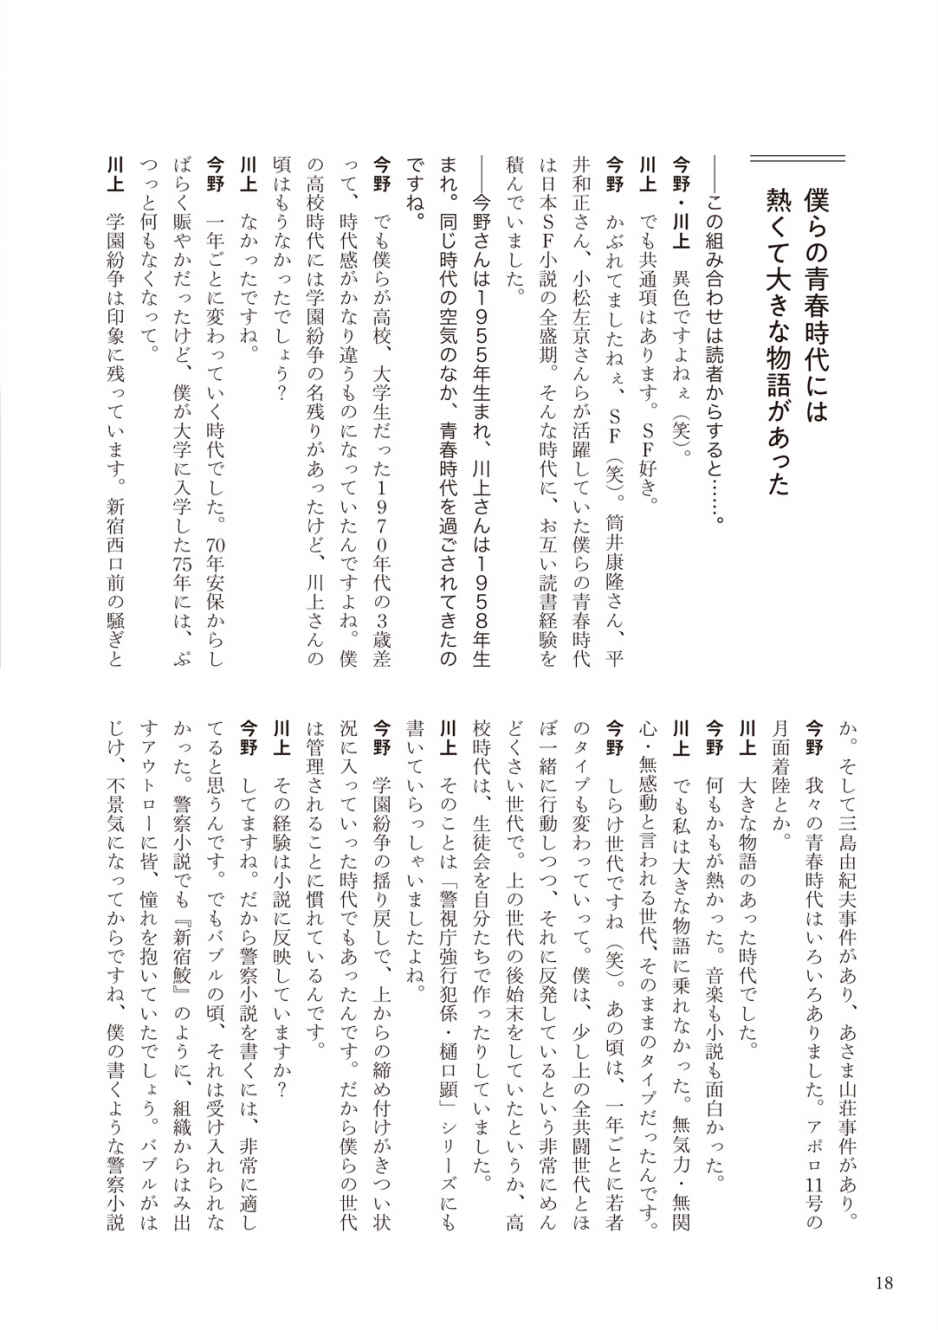 僕らの青春時代には
熱くて大きな物語があった
――この組み合わせは読者からすると……。
今野・川上　異色ですよねぇ（笑）。
川上　でも共通項はあります。ＳＦ好き。
今野　かぶれてましたねぇ、ＳＦ（笑）。筒井康隆さん、平
井和正さん、小松左京さんらが活躍していた僕らの青春時代
は日本ＳＦ小説の全盛期。そんな時代に、お互い読書経験を
積んでいました。
――今野さんは１９５５年生まれ、川上さんは１９５８年生
まれ。同じ時代の空気のなか、青春時代を過ごされてきたの
ですね。
今野　でも僕らが高校、大学生だった１９７０年代の３歳差
って、時代感がかなり違うものになっていたんですよね。僕
の高校時代には学園紛争の名残りがあったけど、川上さんの
頃はもうなかったでしょう？
川上　なかったですね。
今野　一年ごとに変わっていく時代でした。70年安保からし
ばらく賑やかだったけど、僕が大学に入学した75年には、ぷ
つっと何もなくなって。
川上　学園紛争は印象に残っています。新宿西口前の騒ぎと
か。そして三島由紀夫事件があり、あさま山荘事件があり。
今野　我々の青春時代はいろいろありました。アポロ11号の
月面着陸とか。
川上　大きな物語のあった時代でした。
今野　何もかもが熱かった。音楽も小説も面白かった。
川上　でも私は大きな物語に乗れなかった。無気力・無関
心・無感動と言われる世代、そのままのタイプだったんです。
今野　しらけ世代ですね（笑）。あの頃は、一年ごとに若者
のタイプも変わっていって。僕は、少し上の全共闘世代とほ
ぼ一緒に行動しつつ、それに反発しているという非常にめん
どくさい世代で。上の世代の後始末をしていたというか、高
校時代は、生徒会を自分たちで作ったりしていました。
川上　そのことは「警視庁強行犯係・樋口顕」シリーズにも
書いていらっしゃいましたよね。
今野　学園紛争の揺り戻しで、上からの締め付けがきつい状
況に入っていった時代でもあったんです。だから僕らの世代
は管理されることに慣れているんです。
川上　その経験は小説に反映していますか？
今野　してますね。だから警察小説を書くには、非常に適し
てると思うんです。でもバブルの頃、それは受け入れられな
かった。警察小説でも『新宿鮫』のように、組織からはみ出
すアウトローに皆、憧れを抱いていたでしょう。バブルがは
じけ、不景気になってからですね、僕の書くような警察小説
18